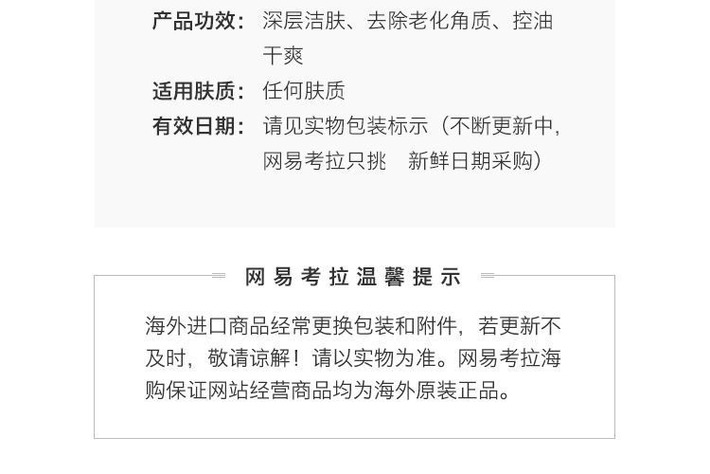 产品功效： 深层洁肤、去除老化角质、控油
干爽
适用肤质： 任何肤质
有效日期： 请见实物包装标示（不断更新中，
网易考拉只挑 新鲜日期采购）
网易考拉温馨提示
海外进口商品经常更换包装和附件，若更新不
及时，敬请谅解！请以实物为准。网易考拉海
购保证网站经营商品均为海外原装正品。